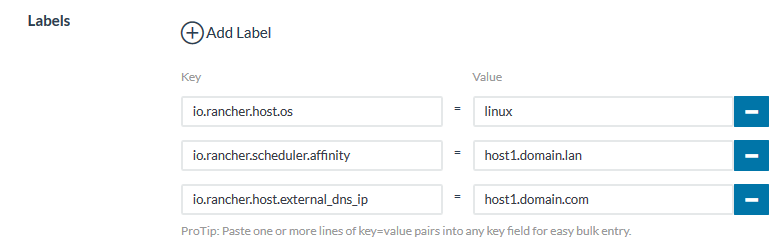 Labels
Add Label
Key Value
io.rancher.host.os = linux
io.rancher.scheduler.affinity = host1.domain.lan
io.rancher.host.external_dns_ip = host1.domain.com
ProTip: Paste one or more lines of key=value pairs into any key field for easy bulk entry.